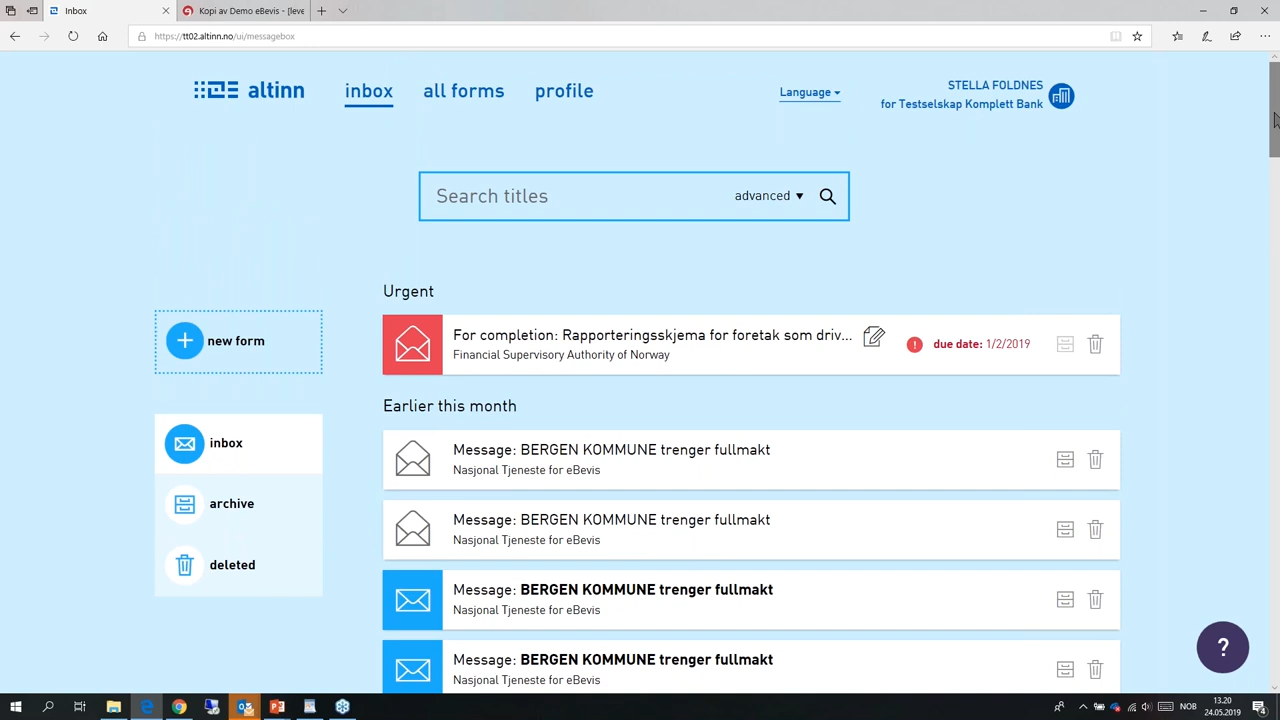 Inbox
Kopi av eBevis - [leve
https://tt02.altinn.no/ui/messagebox
altinn
inbox
all forms
profile
Language
STELLA FOLDNES
for Testselskap Komplett Bank
Search titles
advanced
Urgent
new form
For completion: Rapporteringsskjema for foretak som driv...
Financial Supervisory Authority of Norway
due date: 1/2/2019
Earlier this month
inbox
archive
deleted
Message: BERGEN KOMMUNE trenger fullmakt
Nasjonal Tjeneste for eBevis
Message: BERGEN KOMMUNE trenger fullmakt
Nasjonal Tjeneste for eBevis
Message: BERGEN KOMMUNE trenger fullmakt
Nasjonal Tjeneste for eBevis
Message: BERGEN KOMMUNE trenger fullmakt
Nasjonal Tjeneste for eBevis
?
NOB
13.20
24.05.2019